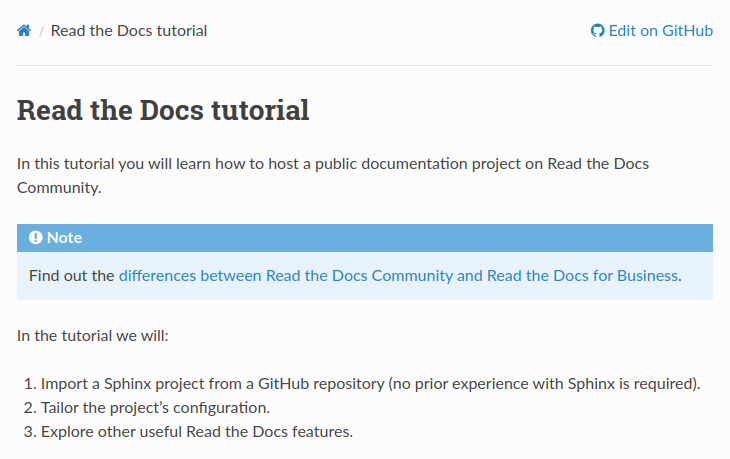 / Read the Docs tutorial
Edit on GitHub
Read the Docs tutorial
In this tutorial you will learn how to host a public documentation project on Read the Docs
Community.
Note
Find out the differences between Read the Docs Community and Read the Docs for Business.
In the tutorial we will:
1. Import a Sphinx project from a GitHub repository (no prior experience with Sphinx is required).
2. Tailor the project’s configuration.
3. Explore other useful Read the Docs features.